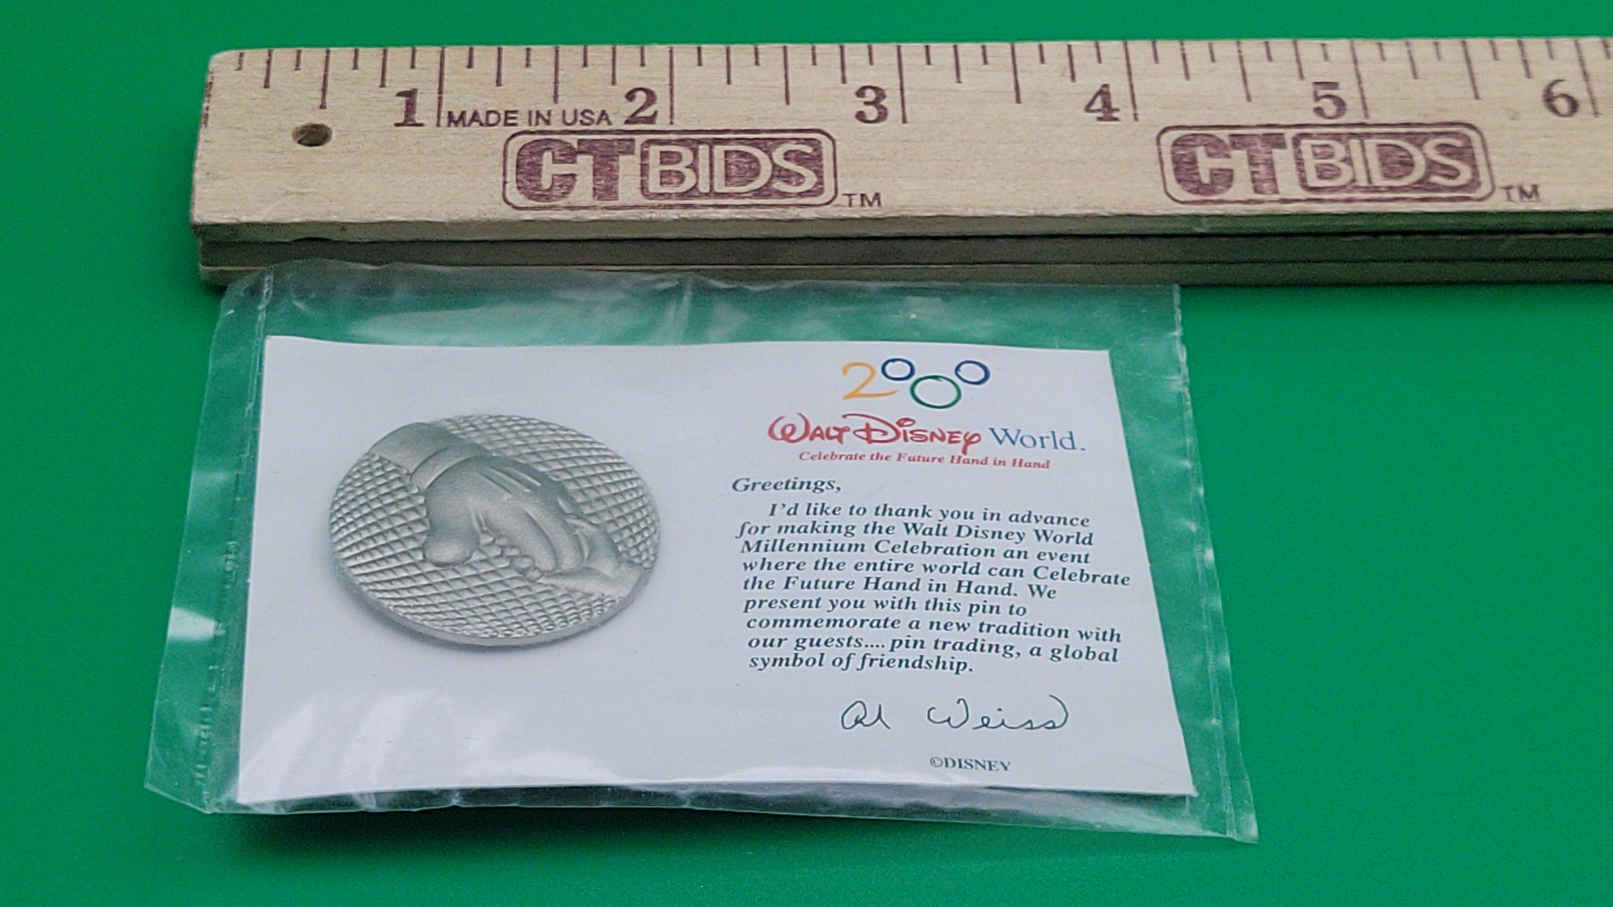 1 MADE IN USA 2 3 4 5 6
CTBIDS TM CTBIDS TM
2000
WALT DISNEY World.
Celebrate the Future Hand in Hand
Greetings,
I'd like to thank you in advance
for making the Walt Disney World
Millennium Celebration an event
where the entire world can Celebrate
the Future Hand in Hand. We
present you with this pin to
commemorate a new tradition with
our guests.... pin trading, a global
symbol of friendship.
Al Weiss
©DISNEY